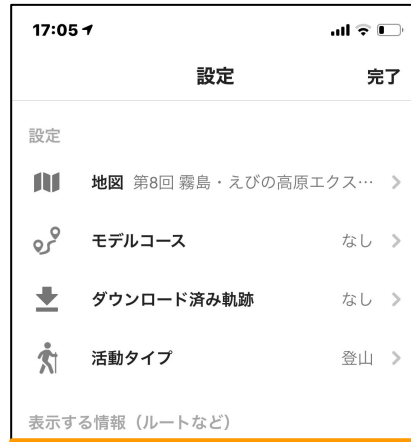 17:05
設定 完了
設定
地図 第8回 霧島・えびの高原エクス…
モデルコース なし
ダウンロード済み軌跡 なし
活動タイプ 登山
表示する情報（ルートなど）